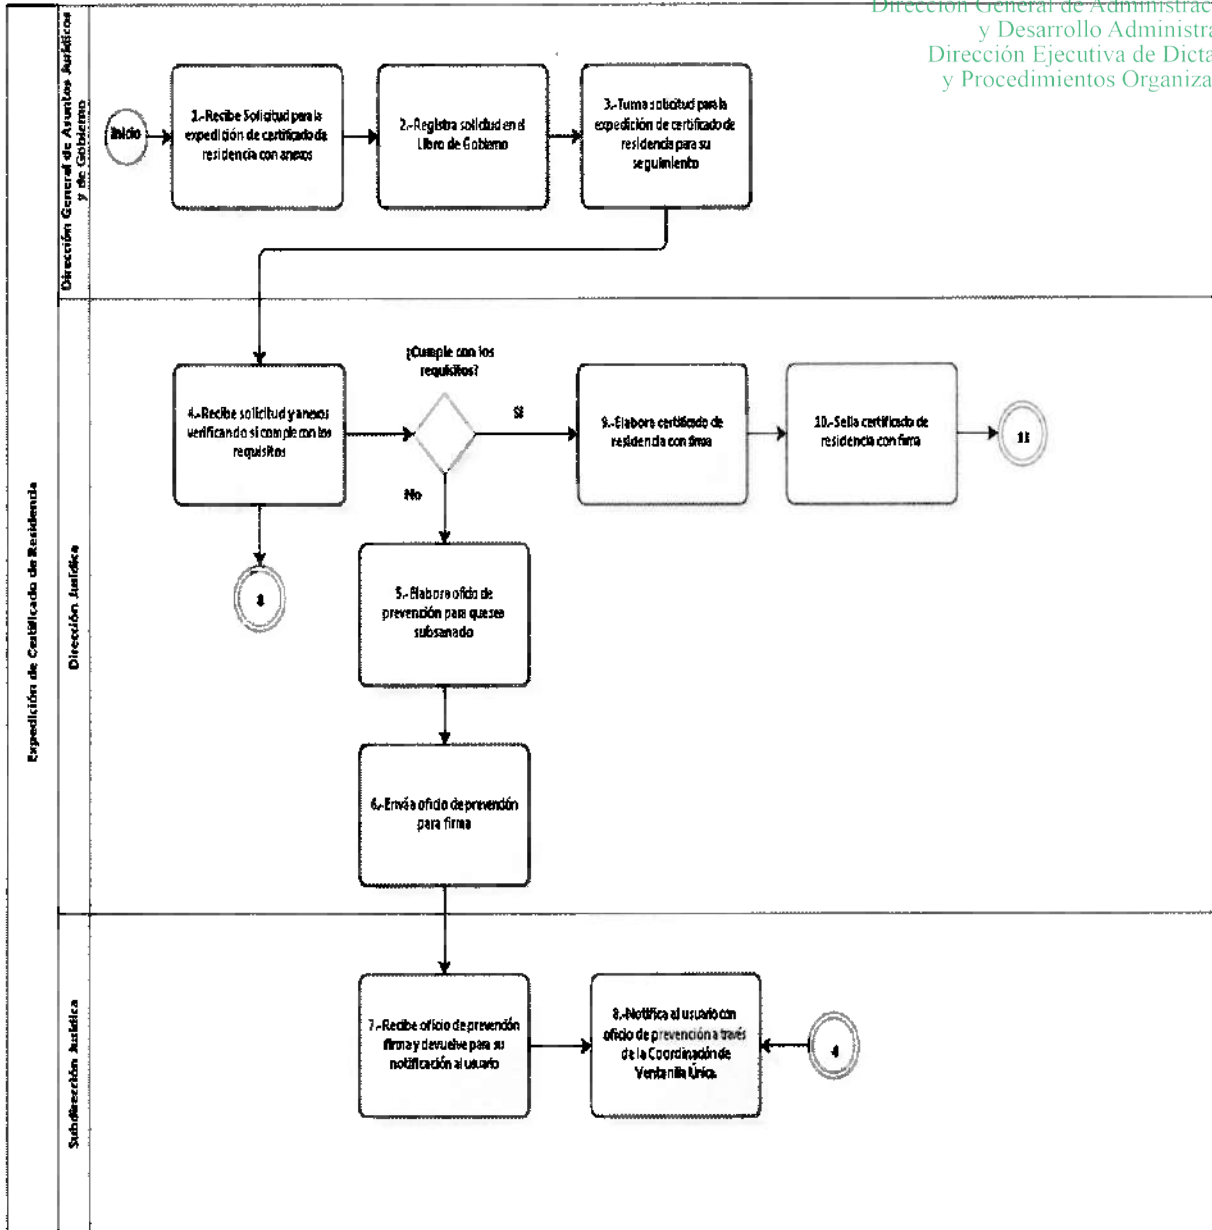 Dirección General de Administrac
y Desarrollo Administra
Dirección Ejecutiva de Dicta
y Procedimientos Organiza
Expedición de Certificado de Residencia
Dirección General de Asuntos Jurídicos
y de Gobierno
Inicio
1.-Recibe Solicitud para la
expedición de certificado de
residencia con anexos
2.-Registra solicitud en el
Libro de Gobierno
3.-Turna solicitud para la
expedición de certificado de
residencia para su
seguimiento
Dirección Jurídica
4.-Recibe solicitud y anexos
verificando si cumple con los
requisitos
¿Cumple con los
requisitos?
Si
No
9.-Elabora certificado de
residencia con firma
10.-Sella certificado de
residencia con firma
11
8
5.-Elabora oficio de
prevención para que sea
subsanado
6.-Envía oficio de prevención
para firma
Subdirección Jurídica
7.-Recibe oficio de prevención
firma y devuelve para su
notificación al usuario
8.-Notifica al usuario con
oficio de prevención a través
de la Coordinación de
Ventanilla Única.
4